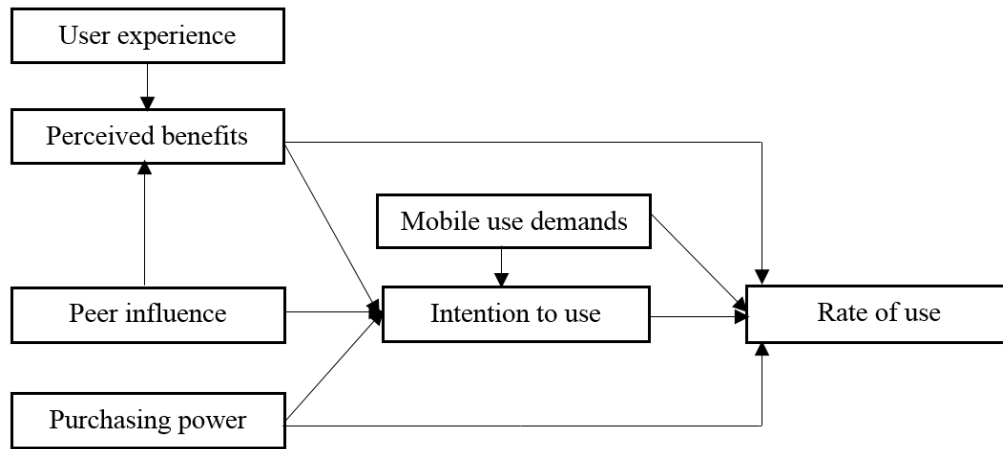 User experience
Perceived benefits
Mobile use demands
Peer influence
Intention to use
Rate of use
Purchasing power